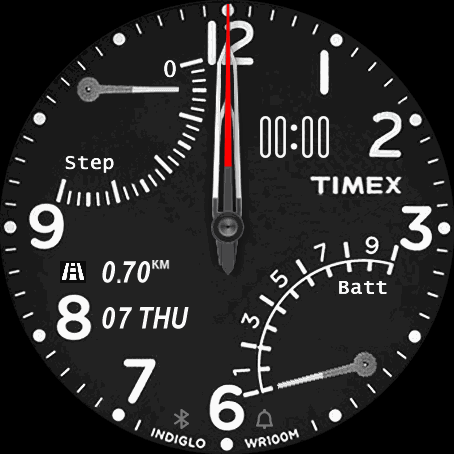 12
1
2
3
6
7
8
9
0
Step
00:00
TIMEX
0.70KM
07 THU
1 3 5 7 9
Batt
INDIGLO WR100M